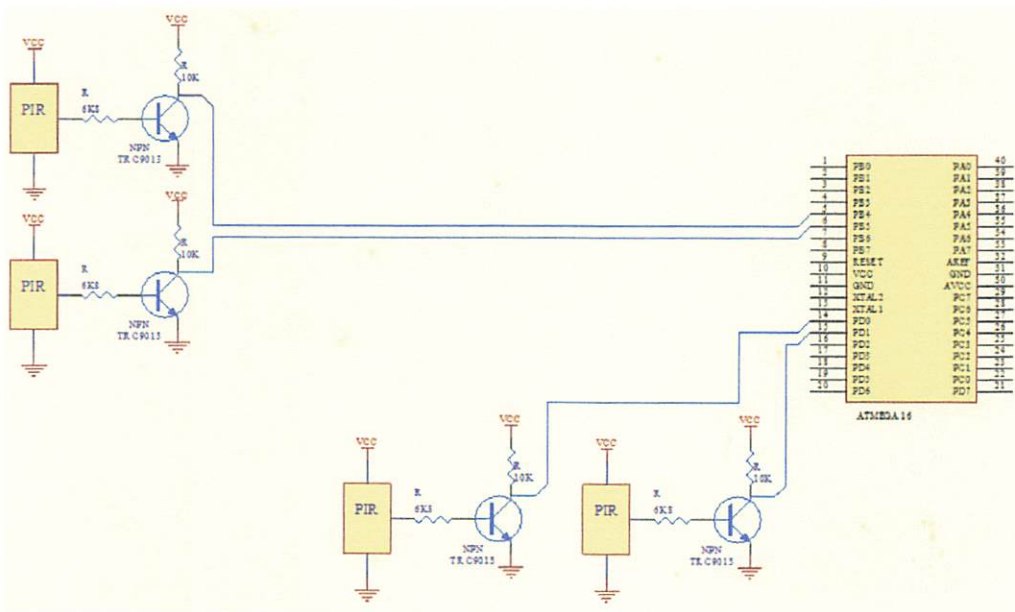 VCC
R
10K
VCC
PIR
R
6K8
NPN
TR C9013
VCC
R
10K
VCC
PIR
R
6K8
NPN
TR C9013
1 PB0 PA0 40
2 PB1 PA1 39
3 PB2 PA2 38
4 PB3 PA3 37
5 PB4 PA4 36
6 PB5 PA5 35
7 PB6 PA6 34
8 PB7 PA7 33
9 RESET AREF 32
10 VCC GND 31
11 GND AVCC 30
12 XTAL2 PC7 29
13 XTAL1 PC6 28
14 PD0 PC5 27
15 PD1 PC4 26
16 PD2 PC3 25
17 PD3 PC2 24
18 PD4 PC1 23
19 PD5 PC0 22
20 PD6 PD7 21
ATMEGA 16
VCC
VCC
R
10K
PIR
R
6K8
NPN
TR C9013
VCC
VCC
R
10K
PIR
R
6K8
NPN
TR C9013